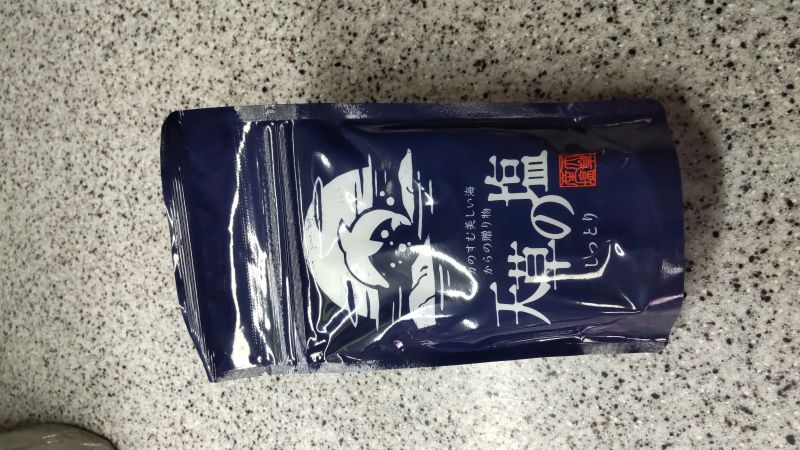 カのすむ美しい海
からの贈り物
天草の塩
しっとり